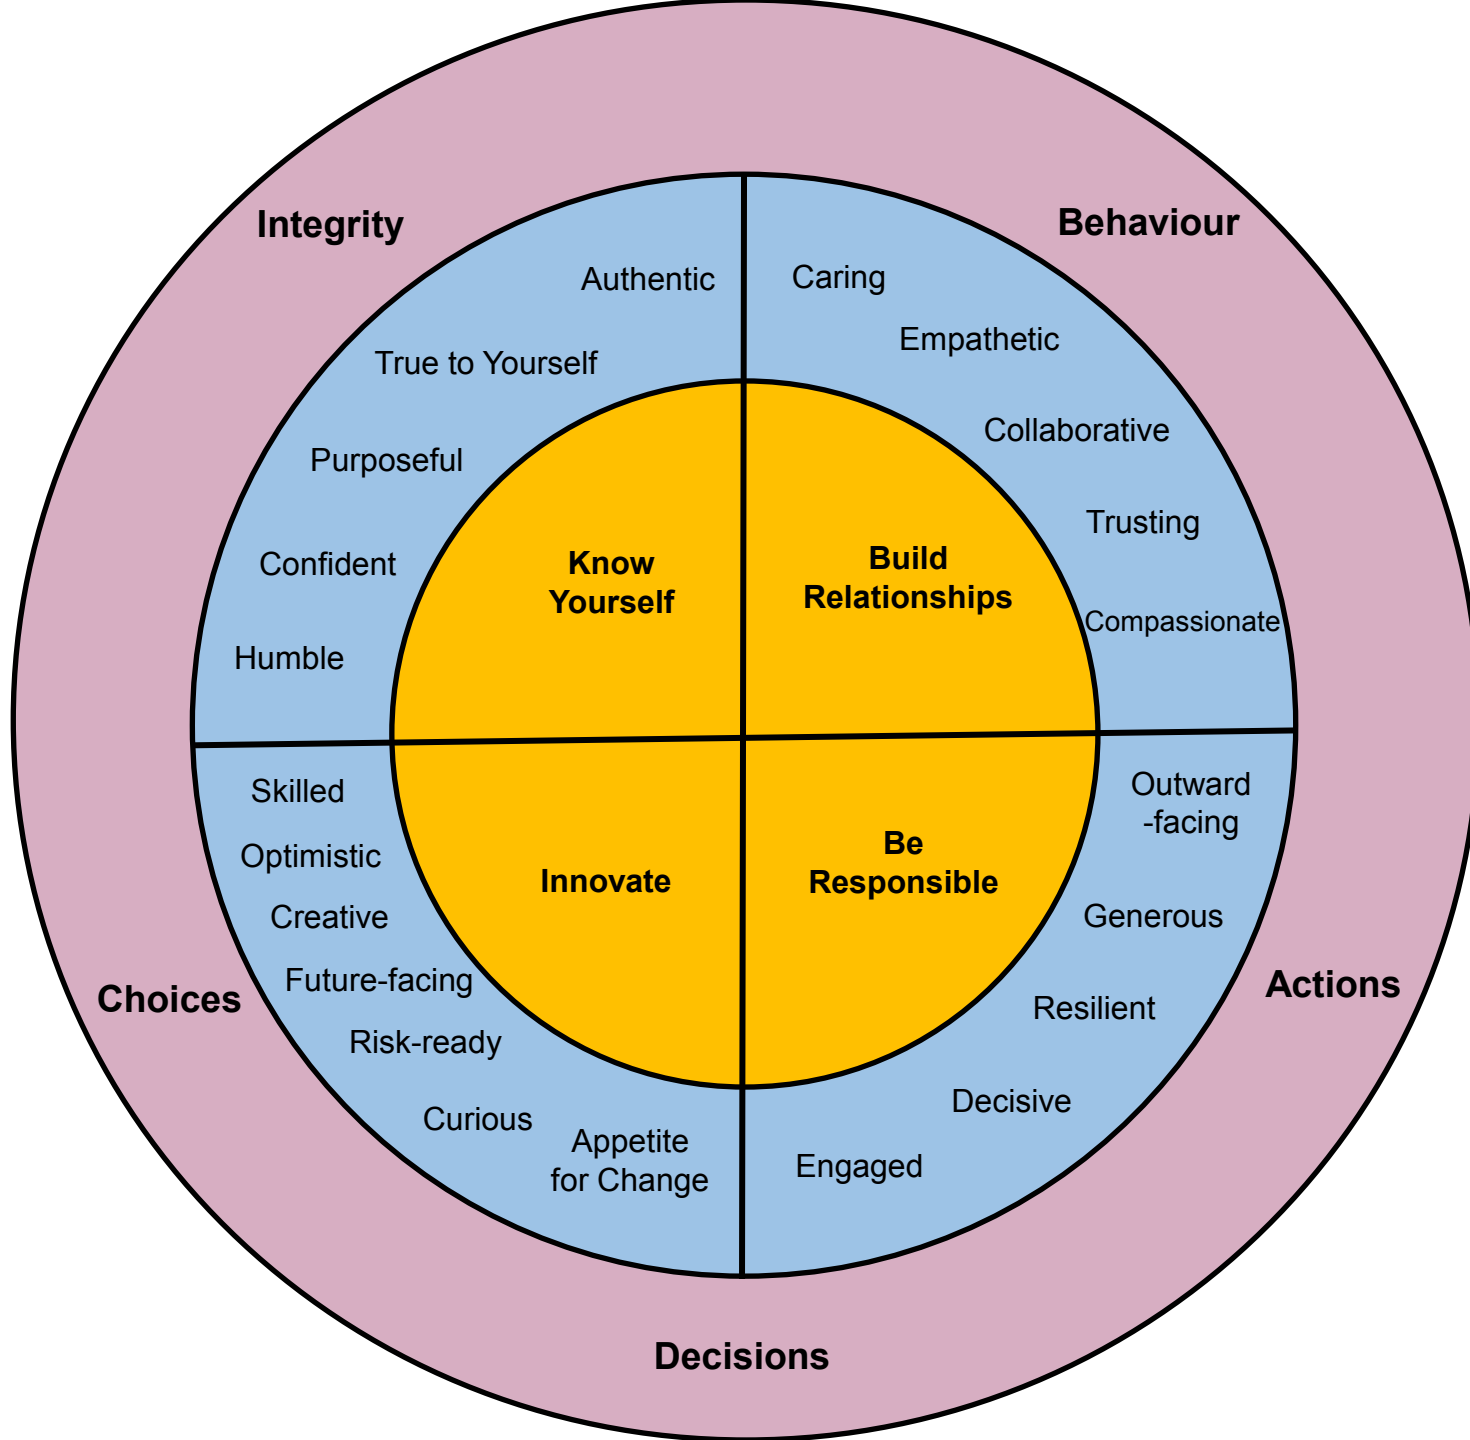 Integrity
Behaviour
Authentic
True to Yourself
Purposeful
Confident
Humble
Caring
Empathetic
Collaborative
Trusting
Compassionate
Know
Yourself
Build
Relationships
Innovate
Be
Responsible
Skilled
Optimistic
Creative
Future-facing
Risk-ready
Curious
Appetite
for Change
Outward
-facing
Generous
Resilient
Decisive
Engaged
Choices
Actions
Decisions